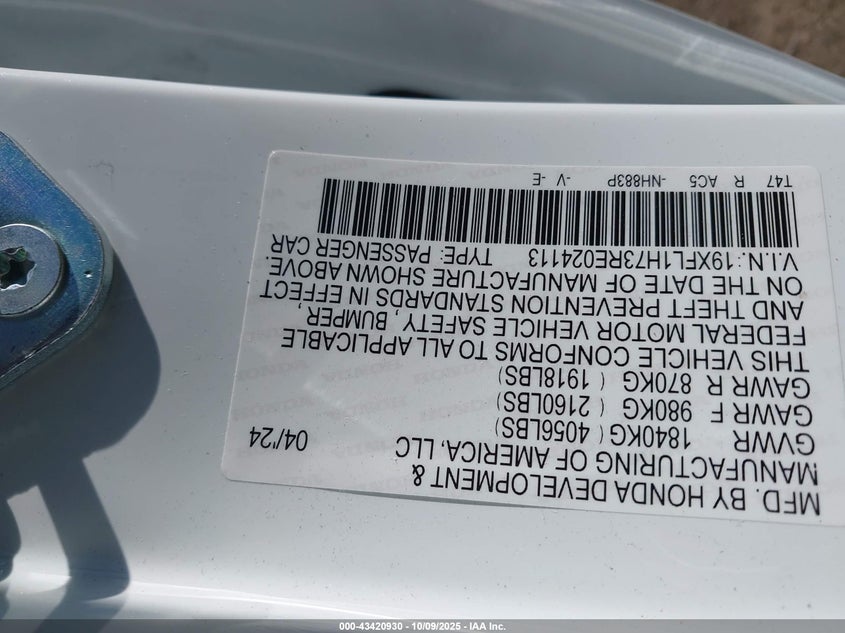 MFD. BY HONDA DEVELOPMENT &
MANUFACTURING OF AMERICA, LLC
04/'24
GVWR 1840KG ( 4056LBS)
GAWR F 980KG ( 2160LBS)
GAWR R 870KG ( 1918LBS)
THIS VEHICLE CONFORMS TO ALL APPLICABLE
FEDERAL MOTOR VEHICLE SAFETY, BUMPER,
AND THEFT PREVENTION STANDARDS IN EFFECT
ON THE DATE OF MANUFACTURE SHOWN ABOVE.
V.I.N.:19XFL1H73RE024113 TYPE: PASSENGER CAR
T47 R AC5 -NH883P -V -E
000-43420930 - 10/09/2025 - IAA Inc.